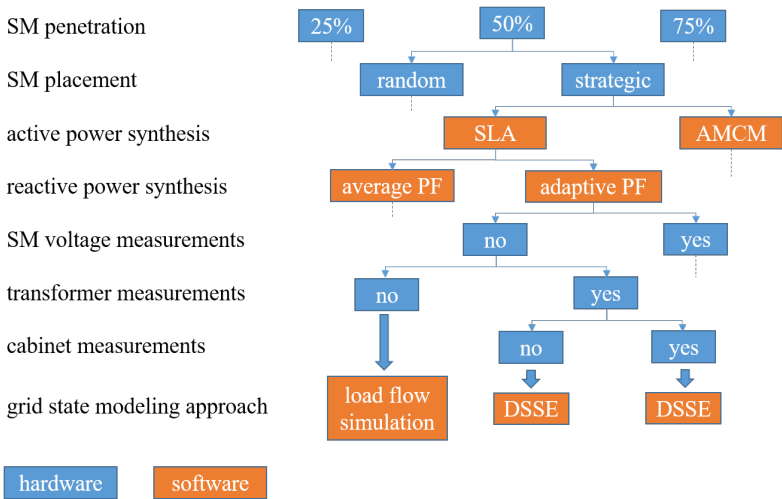 SM penetration 25% 50% 75%
SM placement random strategic
active power synthesis SLA AMCM
reactive power synthesis average PF adaptive PF
SM voltage measurements no yes
transformer measurements no yes
cabinet measurements no yes
grid state modeling approach load flow simulation DSSE DSSE
hardware software